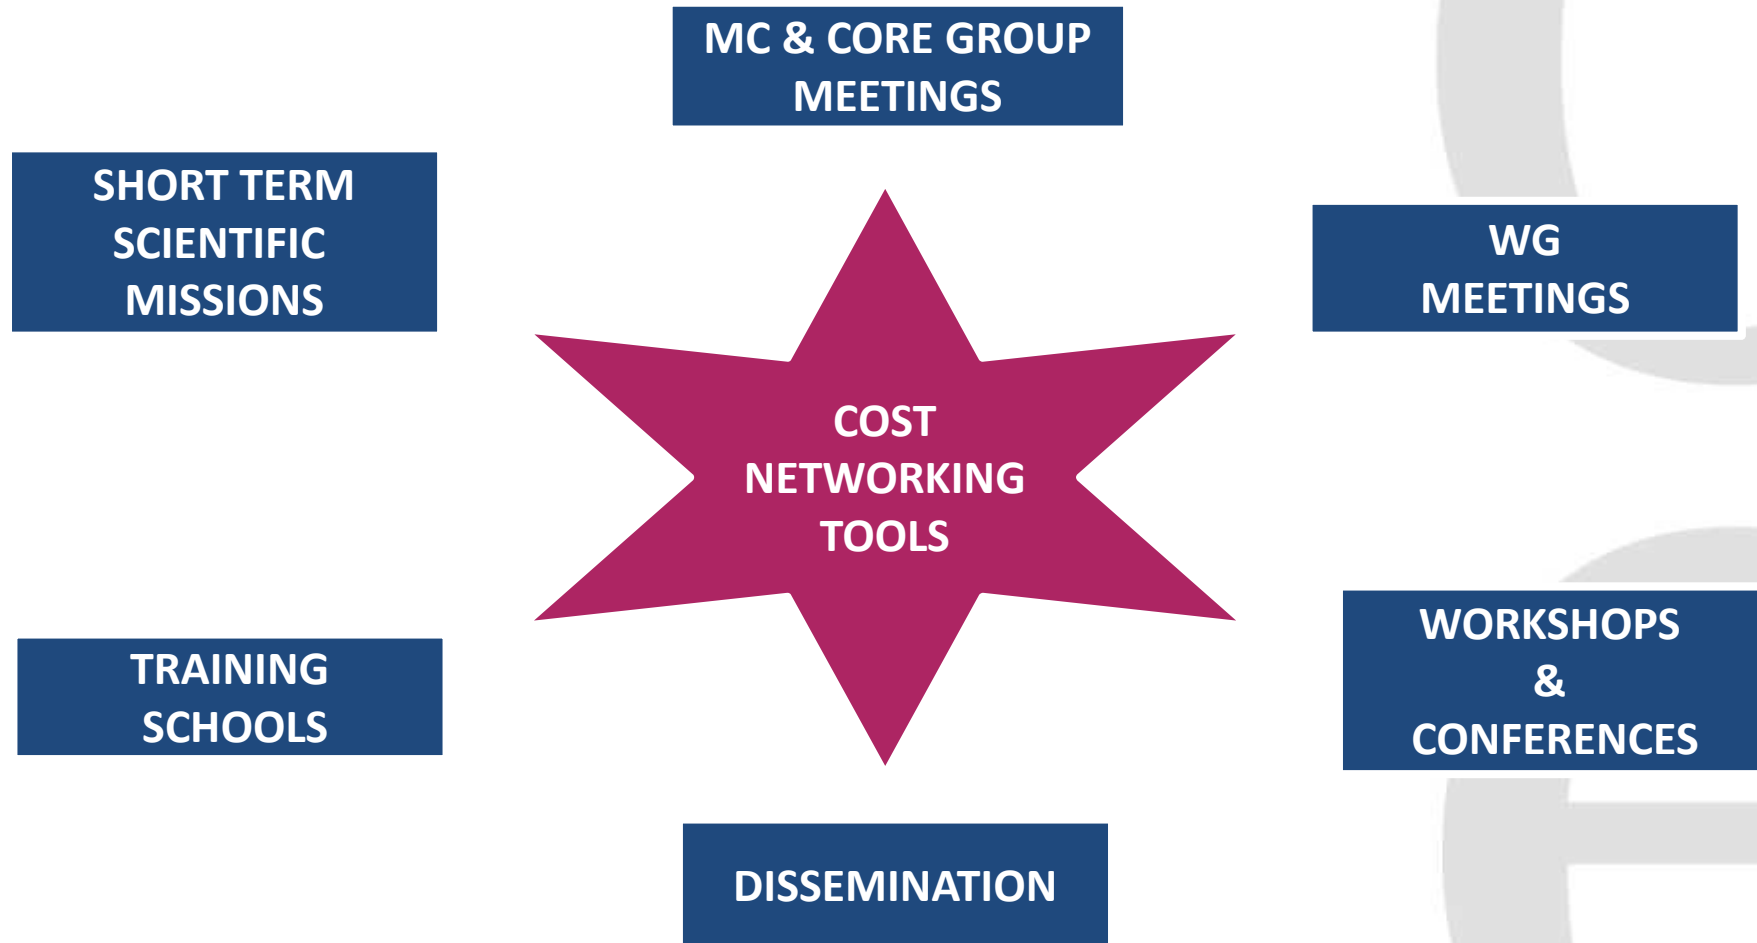 MC & CORE GROUP
MEETINGS
SHORT TERM
SCIENTIFIC
MISSIONS
WG
MEETINGS
COST
NETWORKING
TOOLS
TRAINING
SCHOOLS
WORKSHOPS
&
CONFERENCES
DISSEMINATION